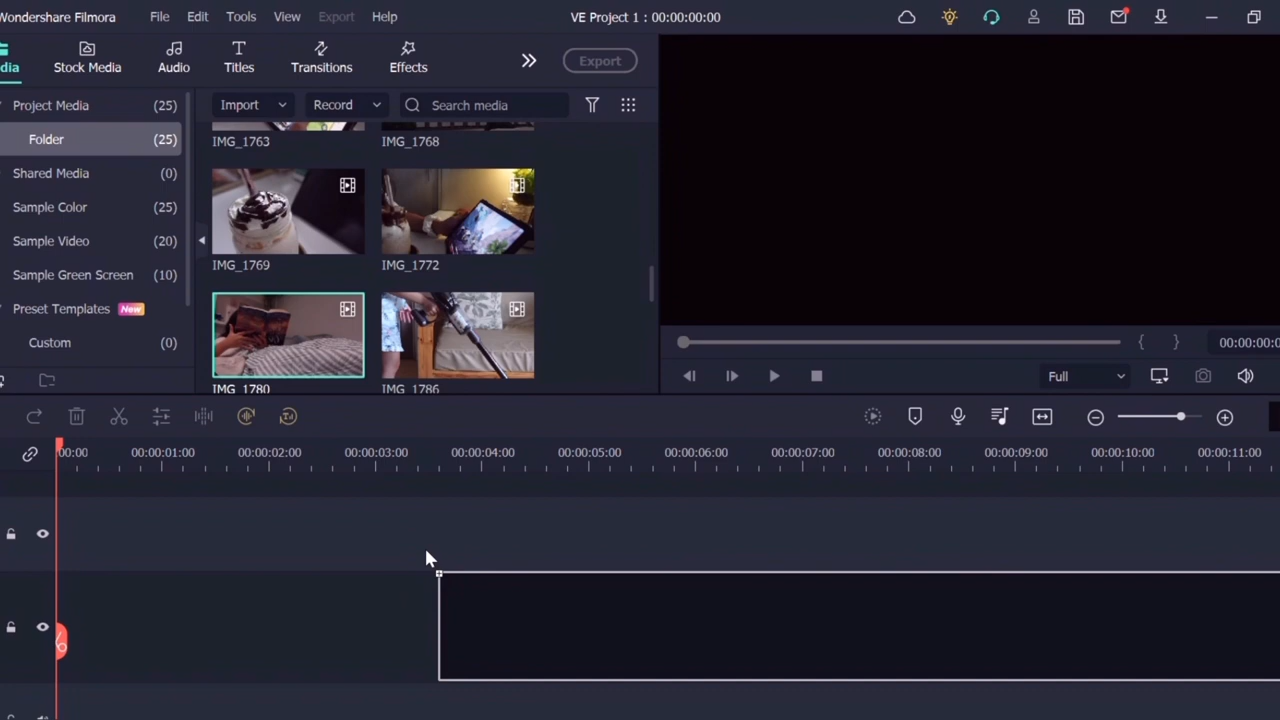 Wondershare Filmora File Edit Tools View Export Help VE Project 1 : 00:00:00:00
dia Stock Media Audio Titles Transitions Effects Export
Project Media (25) Import Record Search media
Folder (25)
IMG_1763 IMG_1768
Shared Media (0)
Sample Color (25)
Sample Video (20)
IMG_1769 IMG_1772
Sample Green Screen (10)
Preset Templates New
Custom (0)
00:00:00:0
Full
IMG_1780 IMG_1786
00:00 00:00:01:00 00:00:02:00 00:00:03:00 00:00:04:00 00:00:05:00 00:00:06:00 00:00:07:00 00:00:08:00 00:00:09:00 00:00:10:00 00:00:11:00